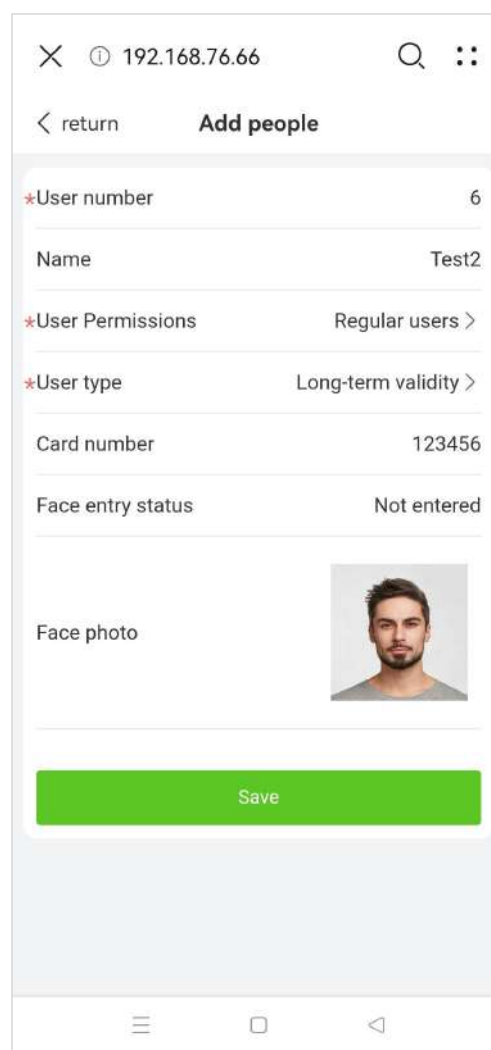 192.168.76.66
return Add people
*User number 6
Name Test2
*User Permissions Regular users >
*User type Long-term validity >
Card number 123456
Face entry status Not entered
Face photo
Save